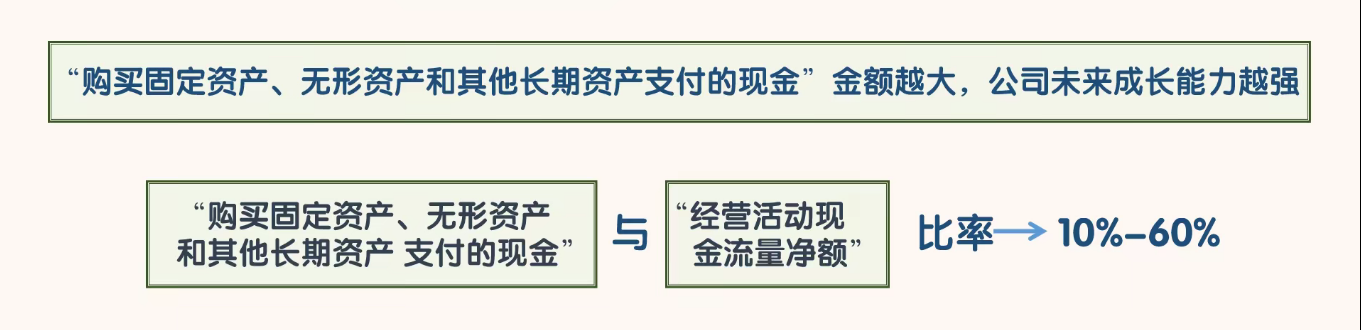 “购买固定资产、无形资产和其他长期资产支付的现金”金额越大，公司未来成长能力越强
“购买固定资产、无形资产
和其他长期资产 支付的现金”
与
“经营活动现
金流量净额”
比率
10%–60%